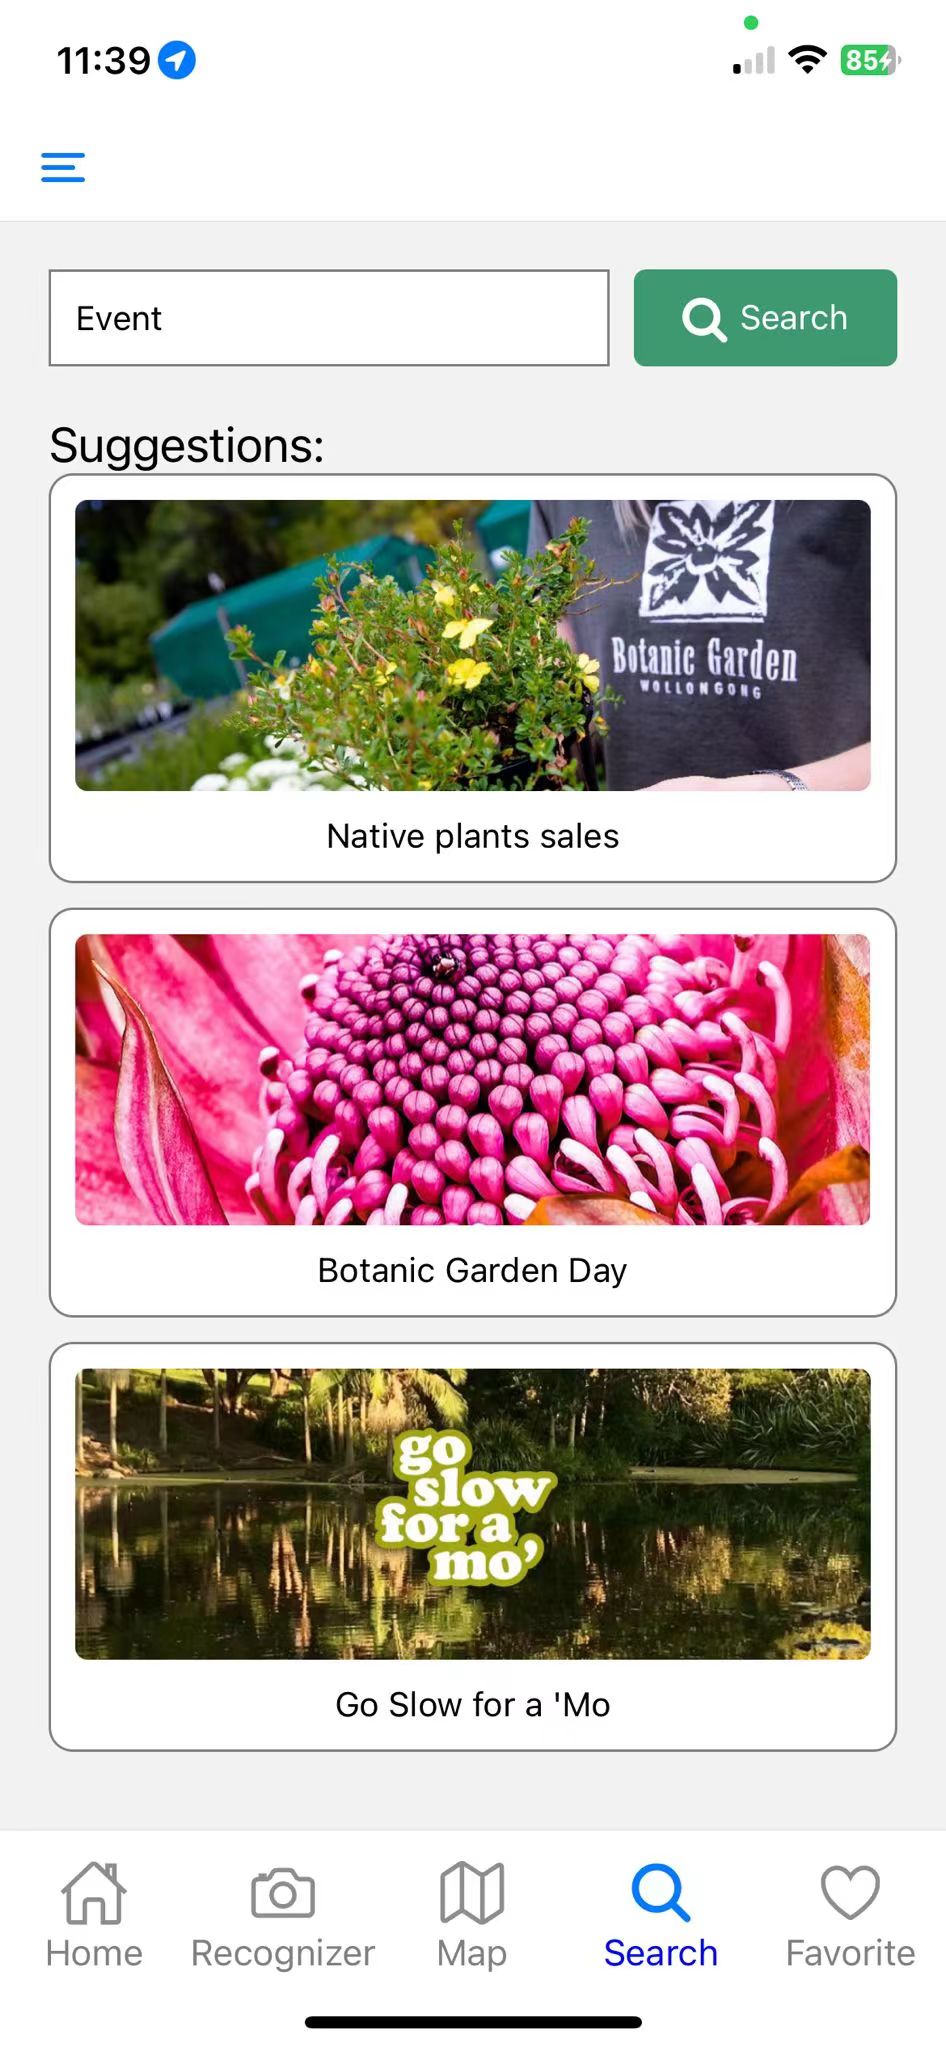 11:39
85
Event
Search
Suggestions:
Botanic Garden
WOLLONGONG
Native plants sales
Botanic Garden Day
go
slow
for a
mo'
Go Slow for a 'Mo
Home
Recognizer
Map
Search
Favorite